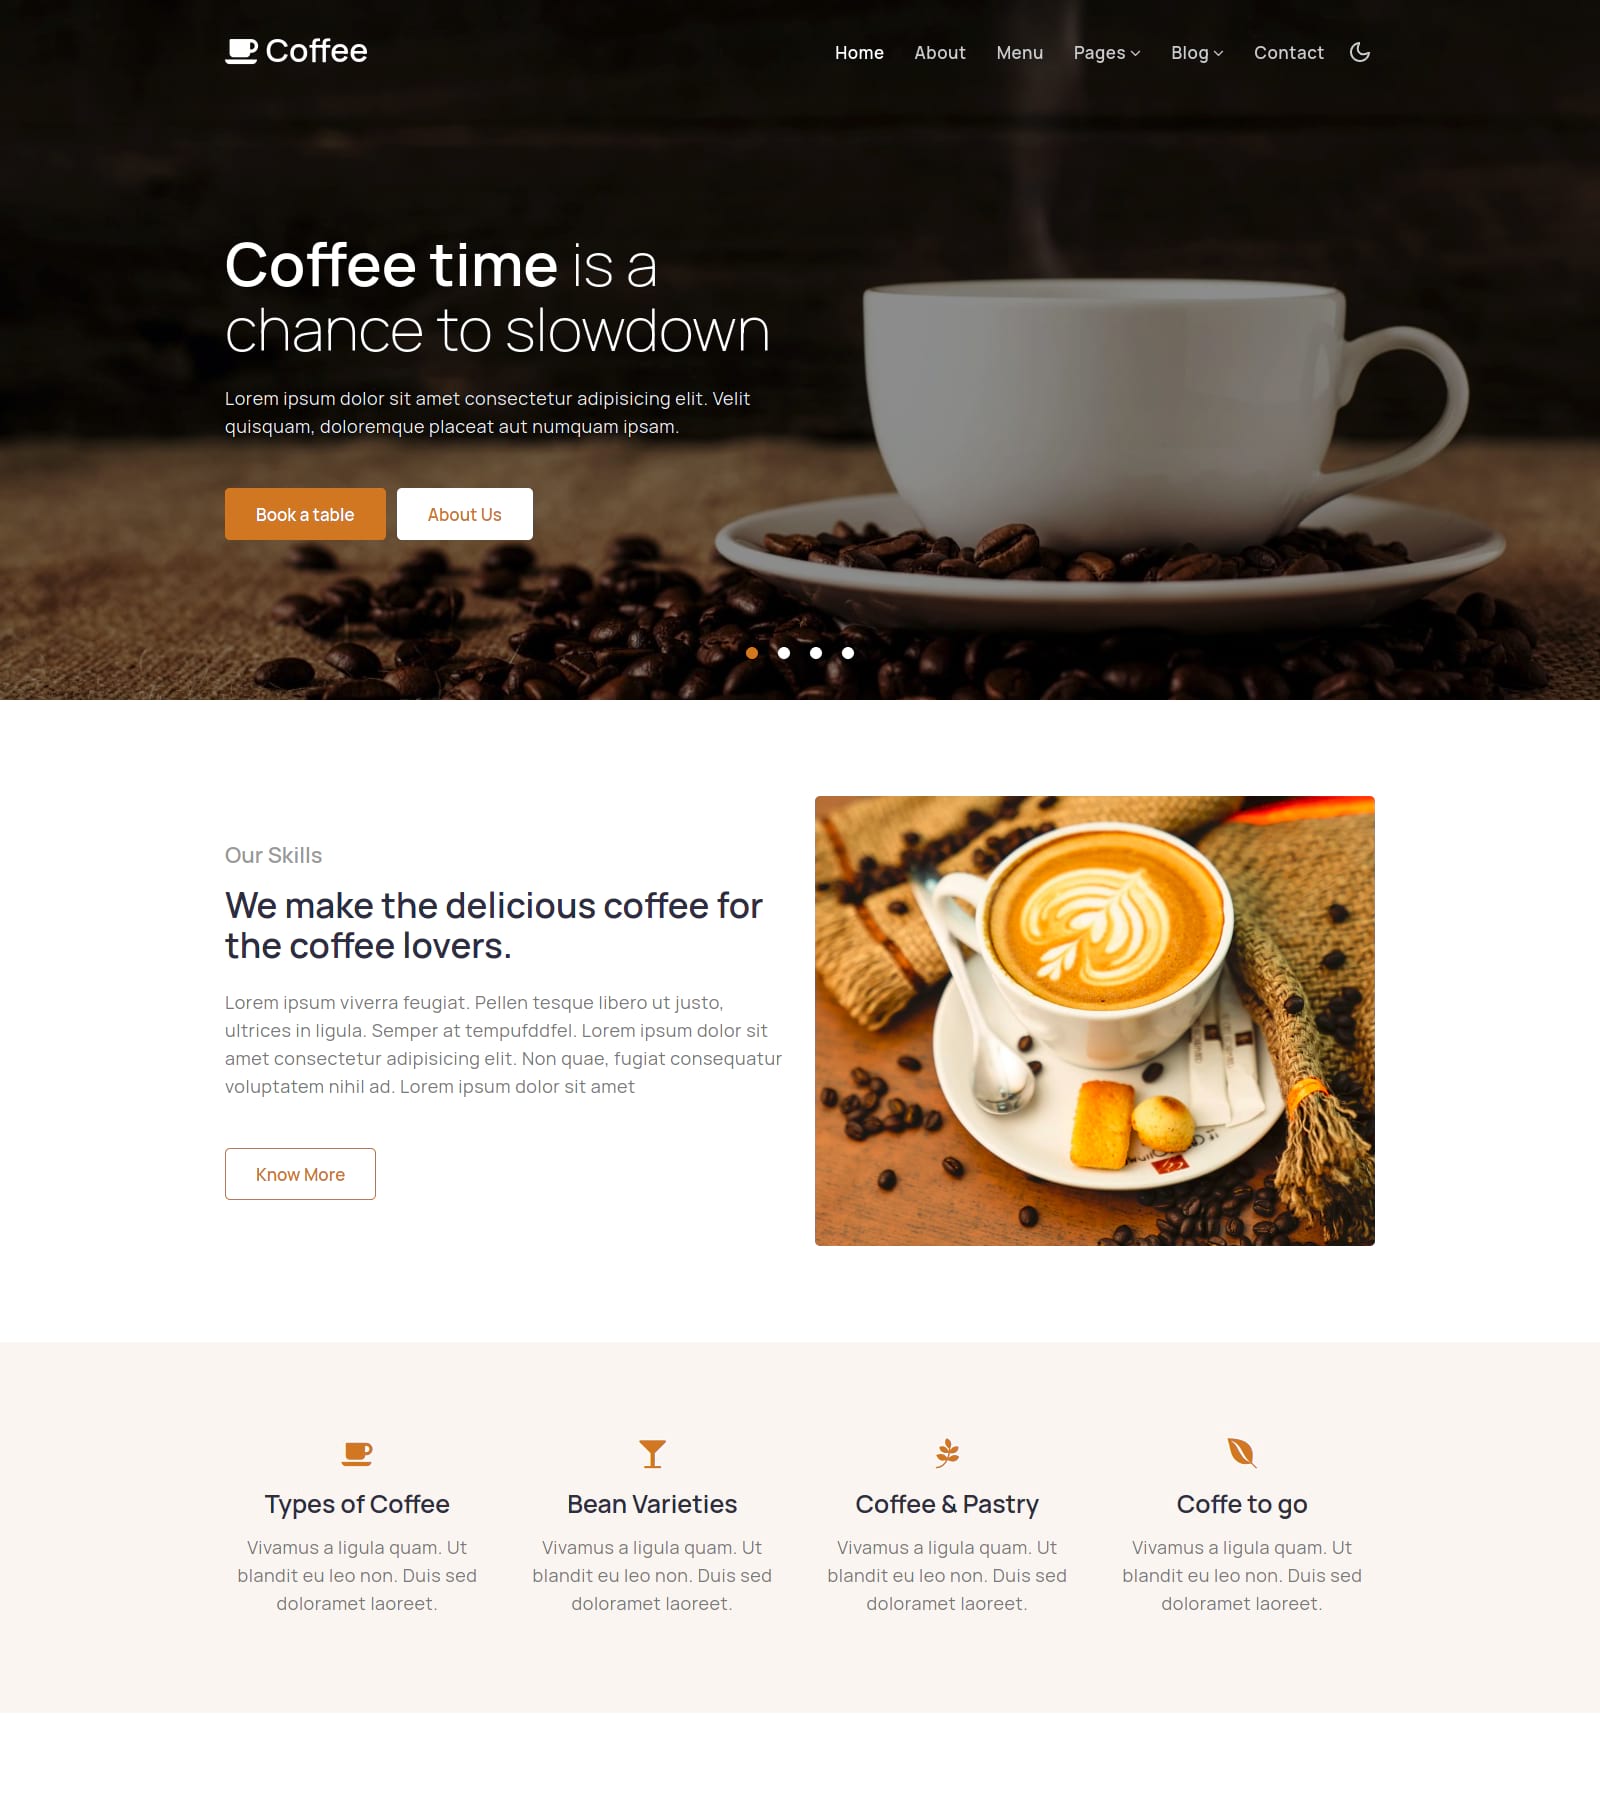 Coffee
Home About Menu Pages Blog Contact
Coffee time is a
chance to slowdown
Lorem ipsum dolor sit amet consectetur adipisicing elit. Velit
quisquam, doloremque placeat aut numquam ipsam.
Book a table About Us
Our Skills
We make the delicious coffee for
the coffee lovers.
Lorem ipsum viverra feugiat. Pellen tesque libero ut justo,
ultrices in ligula. Semper at tempufddfel. Lorem ipsum dolor sit
amet consectetur adipisicing elit. Non quae, fugiat consequatur
voluptatem nihil ad. Lorem ipsum dolor sit amet
Know More
Types of Coffee
Vivamus a ligula quam. Ut
blandit eu leo non. Duis sed
doloramet laoreet.
Bean Varieties
Vivamus a ligula quam. Ut
blandit eu leo non. Duis sed
doloramet laoreet.
Coffee & Pastry
Vivamus a ligula quam. Ut
blandit eu leo non. Duis sed
doloramet laoreet.
Coffe to go
Vivamus a ligula quam. Ut
blandit eu leo non. Duis sed
doloramet laoreet.